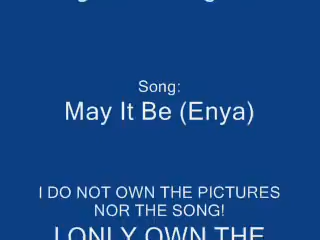 Song:
May It Be (Enya)
I DO NOT OWN THE PICTURES
NOR THE SONG!
I ONLY OWN THE